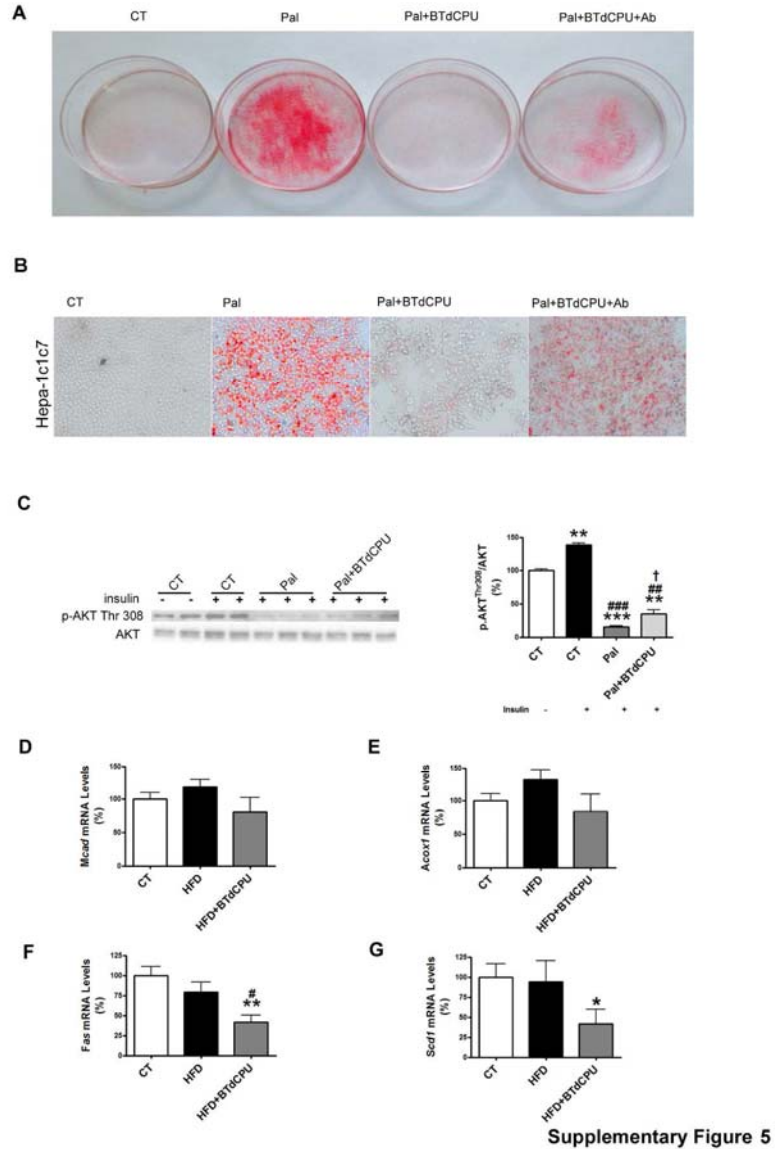 A
CT Pal Pal+BTdCPU Pal+BTdCPU+Ab
B
CT Pal Pal+BTdCPU Pal+BTdCPU+Ab
Hepa-1c1c7
C
CT CT Pal Pal+BTdCPU
insulin - - + + + + + + + +
p-AKT Thr 308
AKT
p-AKT Thr308/AKT
(%)
150
100
50
0
**
###
***
†
##
**
CT CT Pal Pal+BTdCPU
Insulin - + + +
D
Mcad mRNA Levels
(%)
150
100
50
0
CT HFD HFD+BTdCPU
E
Acox1 mRNA Levels
(%)
150
100
50
0
CT HFD HFD+BTdCPU
F
Fas mRNA Levels
(%)
125
100
75
50
25
0
#
**
CT HFD HFD+BTdCPU
G
Scd1 mRNA Levels
(%)
125
100
75
50
25
0
*
CT HFD HFD+BTdCPU
Supplementary Figure 5